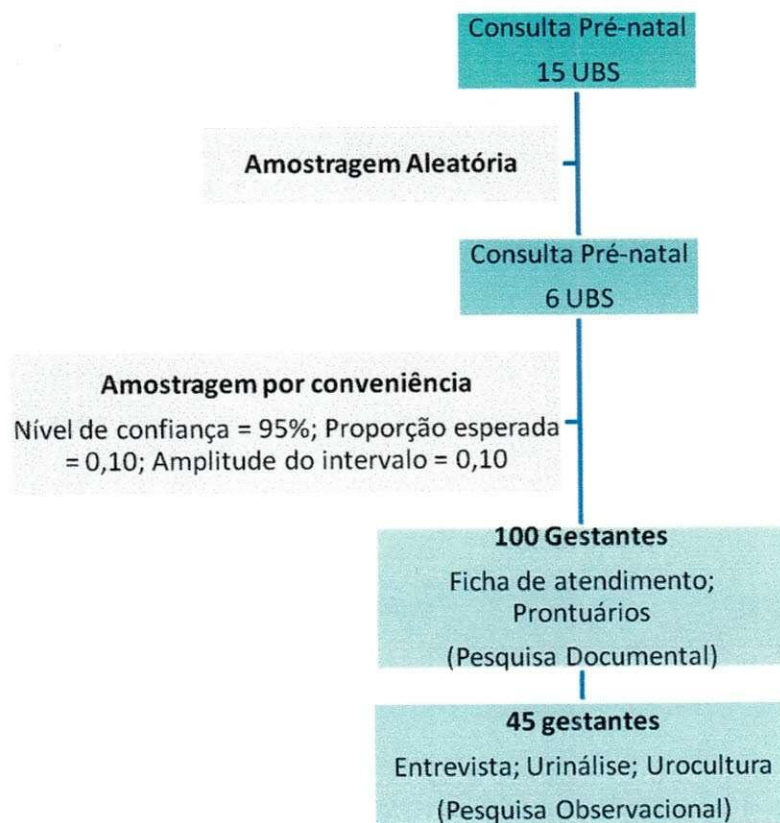 Consulta Pré-natal
15 UBS
Amostragem Aleatória
Consulta Pré-natal
6 UBS
Amostragem por conveniência
Nível de confiança = 95%; Proporção esperada
= 0,10; Amplitude do intervalo = 0,10
100 Gestantes
Ficha de atendimento;
Prontuários
(Pesquisa Documental)
45 gestantes
Entrevista; Urinálise; Urocultura
(Pesquisa Observacional)